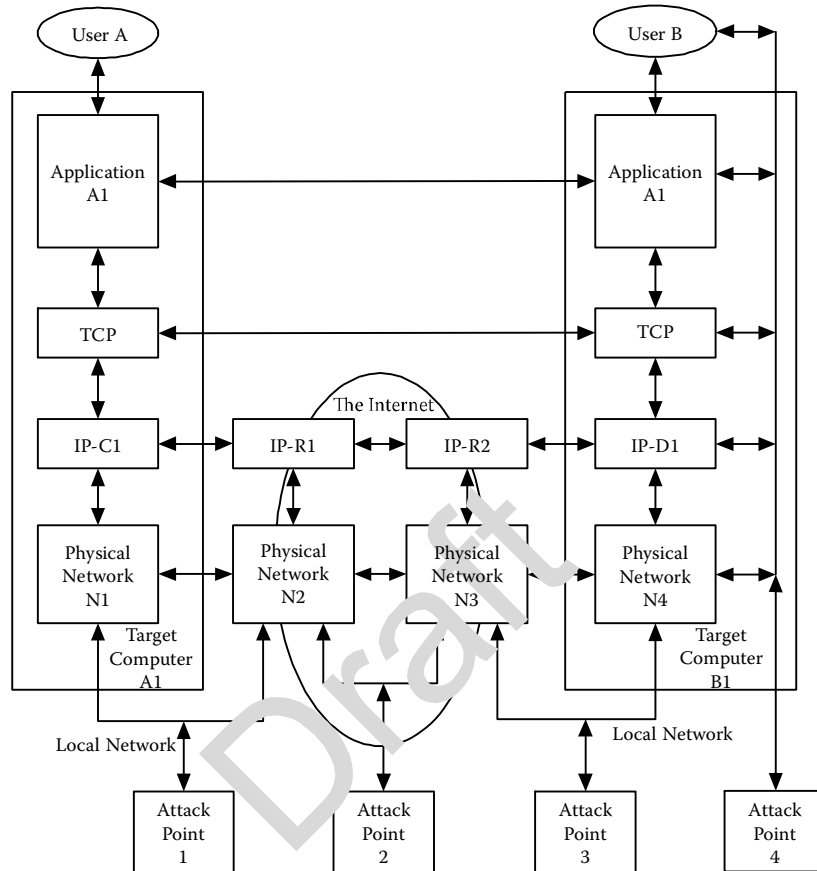 User A
User B
Application
A1
Application
A1
TCP
TCP
The Internet
IP-C1
IP-R1
IP-R2
IP-D1
Physical
Network
N1
Physical
Network
N2
Physical
Network
N3
Physical
Network
N4
Target
Computer
A1
Target
Computer
B1
Local Network
Local Network
Draft
Attack
Point
1
Attack
Point
2
Attack
Point
3
Attack
Point
4